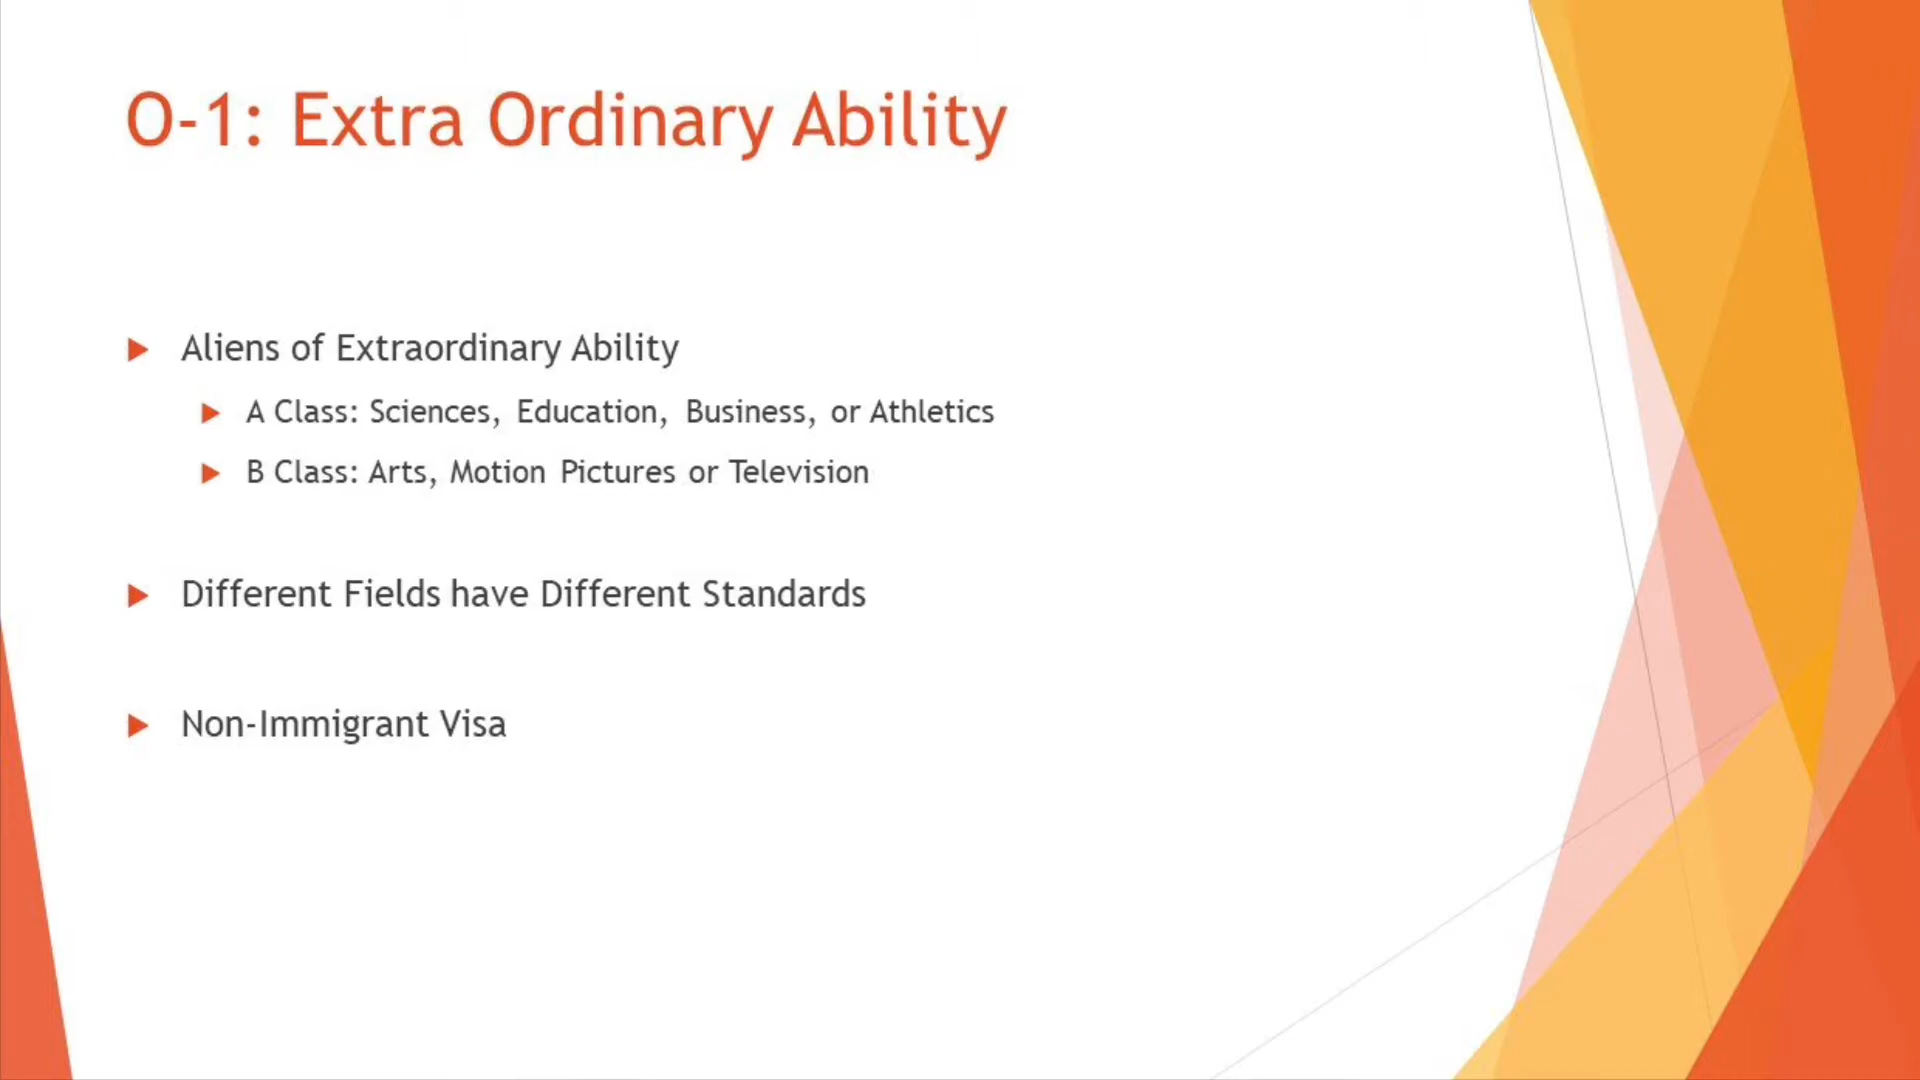 O-1: Extra Ordinary Ability
Aliens of Extraordinary Ability
A Class: Sciences, Education, Business, or Athletics
B Class: Arts, Motion Pictures or Television
Different Fields have Different Standards
Non-Immigrant Visa